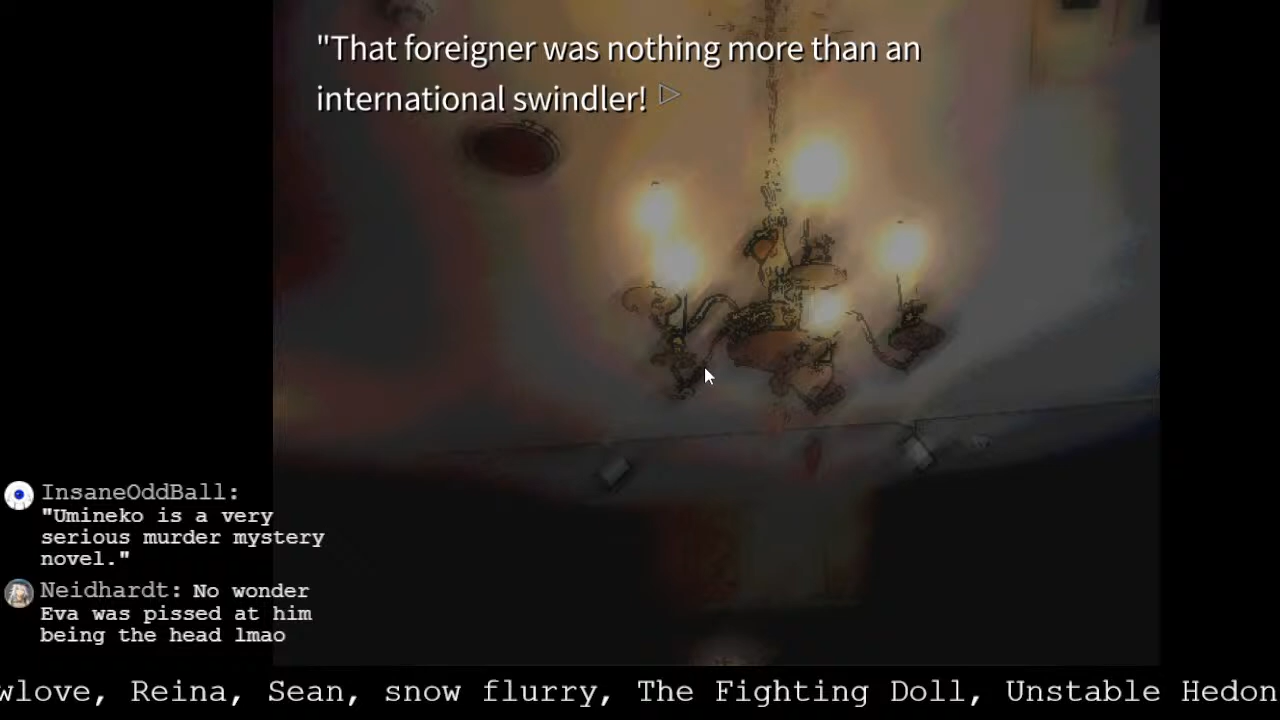 "That foreigner was nothing more than an
international swindler!
InsaneOddBall:
"Umineko is a very
serious murder mystery
novel."
Neidhardt: No wonder
Eva was pissed at him
being the head lmao
wlove, Reina, Sean, snow flurry, The Fighting Doll, Unstable Hedon